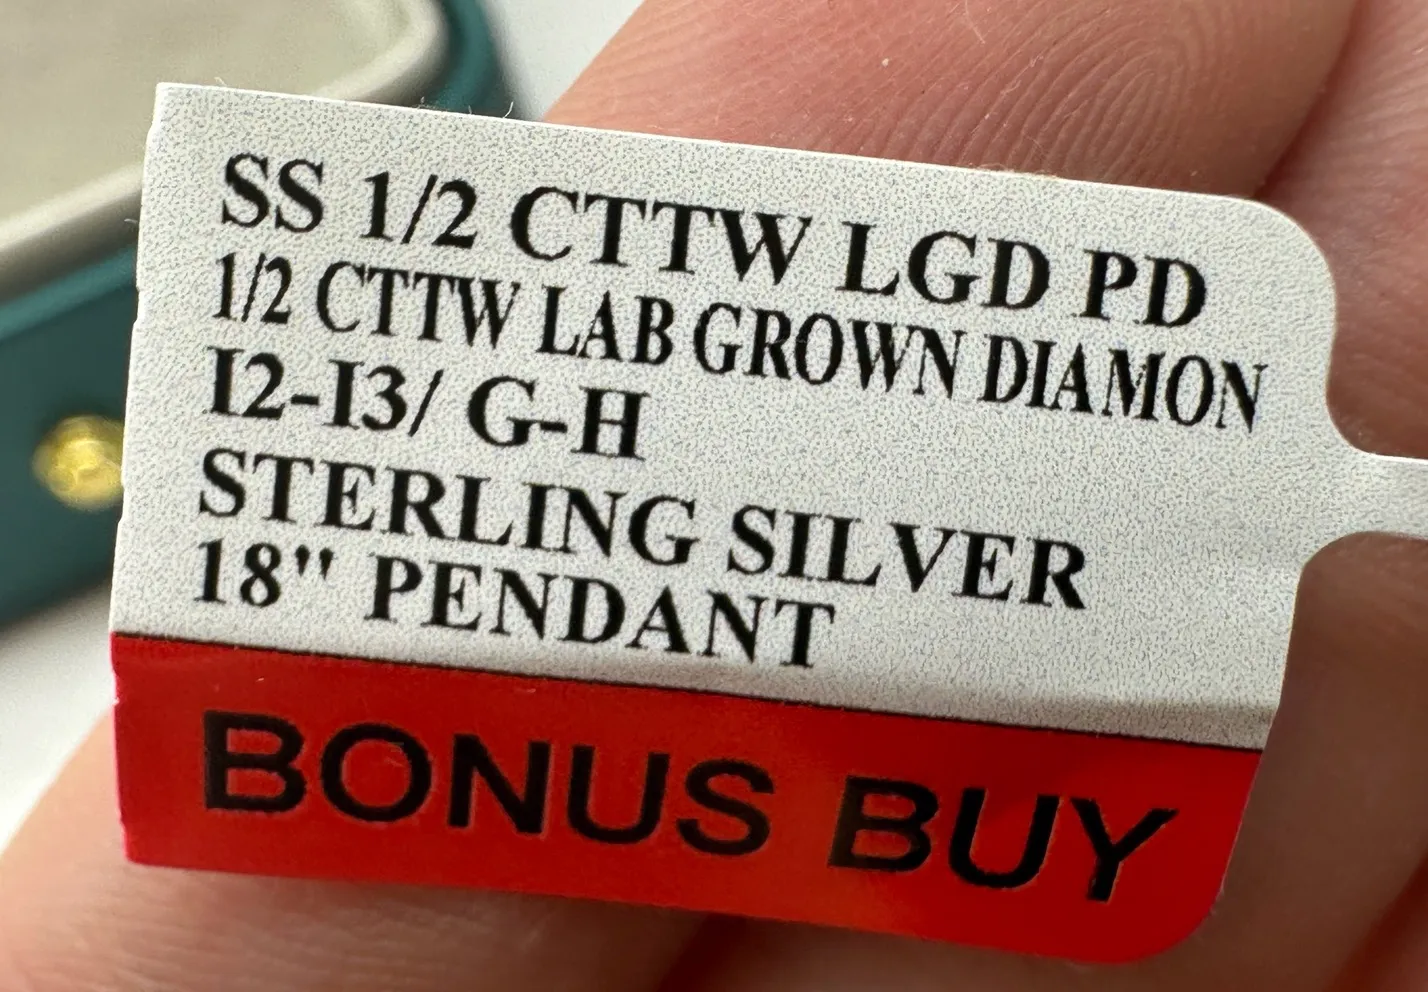 SS 1/2 CTTW LGD PD
1/2 CTTW LAB GROWN DIAMON
I2-I3/ G-H
STERLING SILVER
18" PENDANT
BONUS BUY